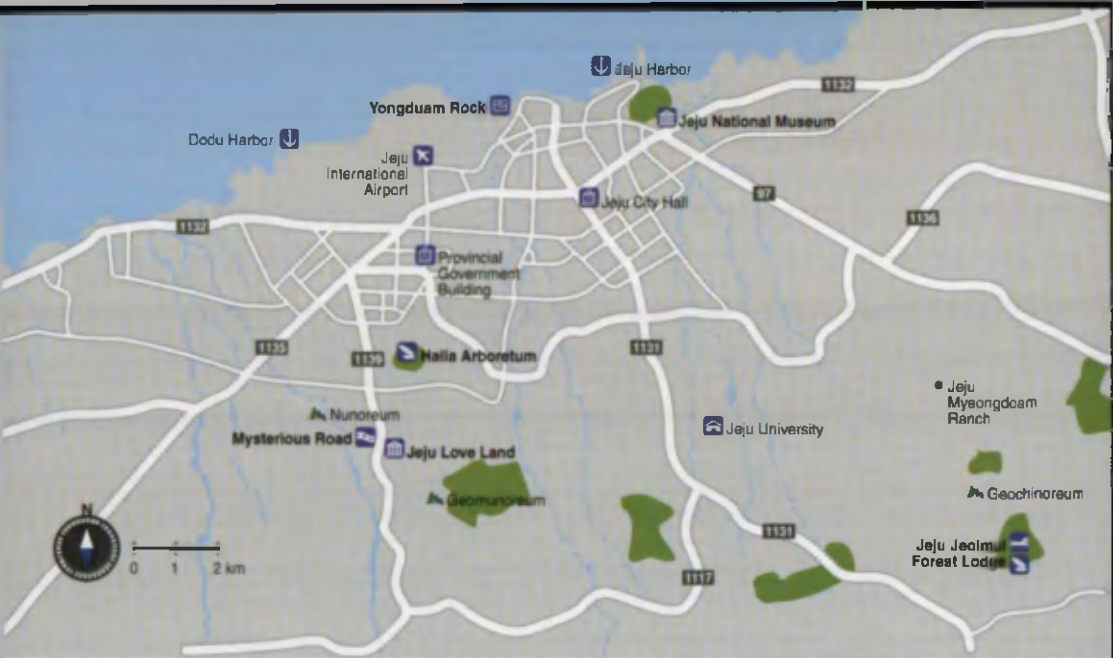 Jeju Harbor
1132
Yongduam Rock
Jeju National Museum
Dodu Harbor
Jeju
International
Airport
97
Jeju City Hall
1136
1132
Provincial
Government
Building
1135
1139
Halla Arboretum
1131
Jeju
Myeongdoam
Ranch
Nunoreum
Mysterious Road
Jeju University
Jeju Love Land
Geomunoreum
Geochinoreum
N
0 1 2 km
1131
Jeju Jeolmul
Forest Lodge
1117